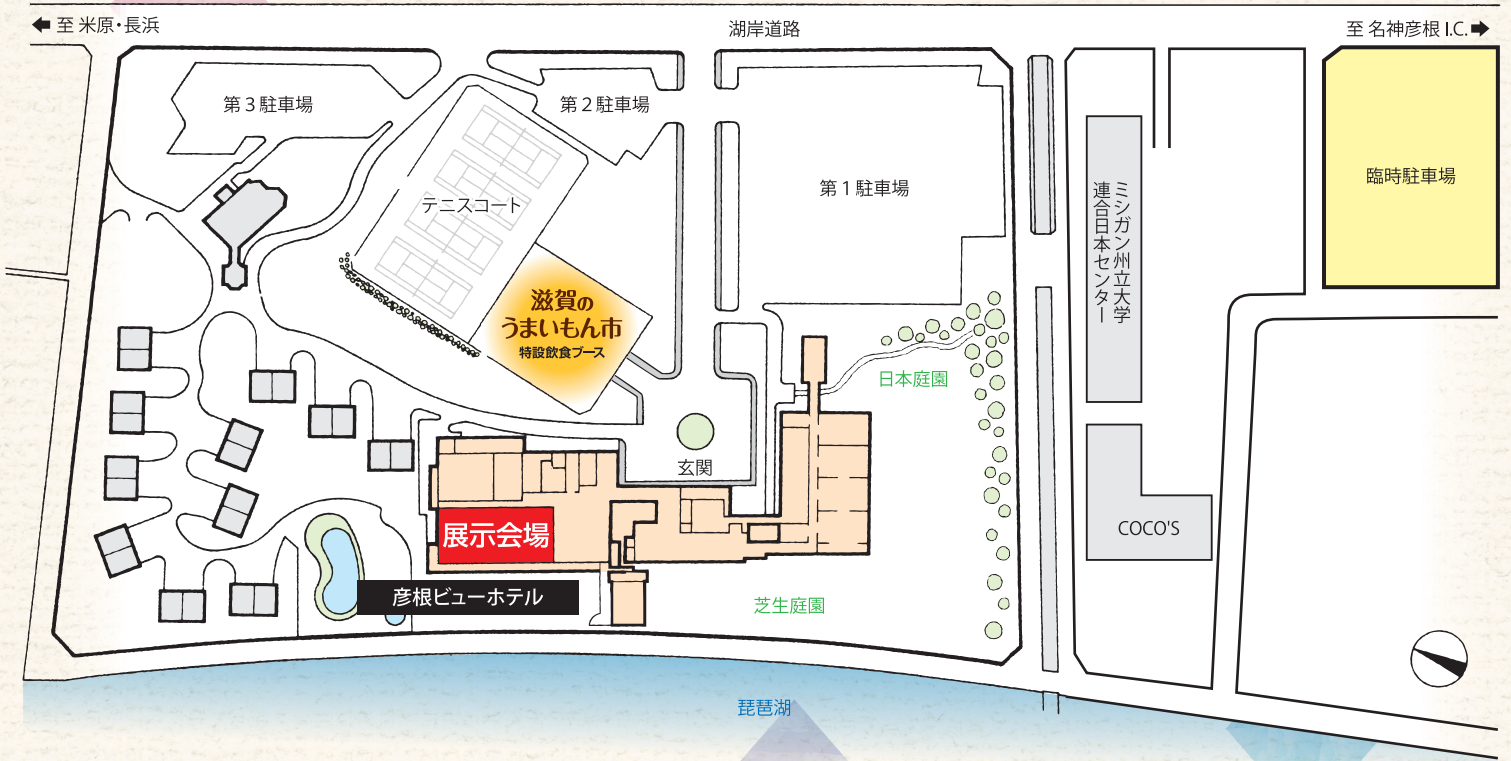 至 米原・長浜
湖岸道路
至 名神彦根 I.C.
第3駐車場
第2駐車場
第1駐車場
臨時駐車場
テニスコート
ミシガン州立大学
連合日本センター
滋賀の
うまいもん市
特設飲食ブース
日本庭園
玄関
展示会場
COCO'S
彦根ビューホテル
芝生庭園
琵琶湖